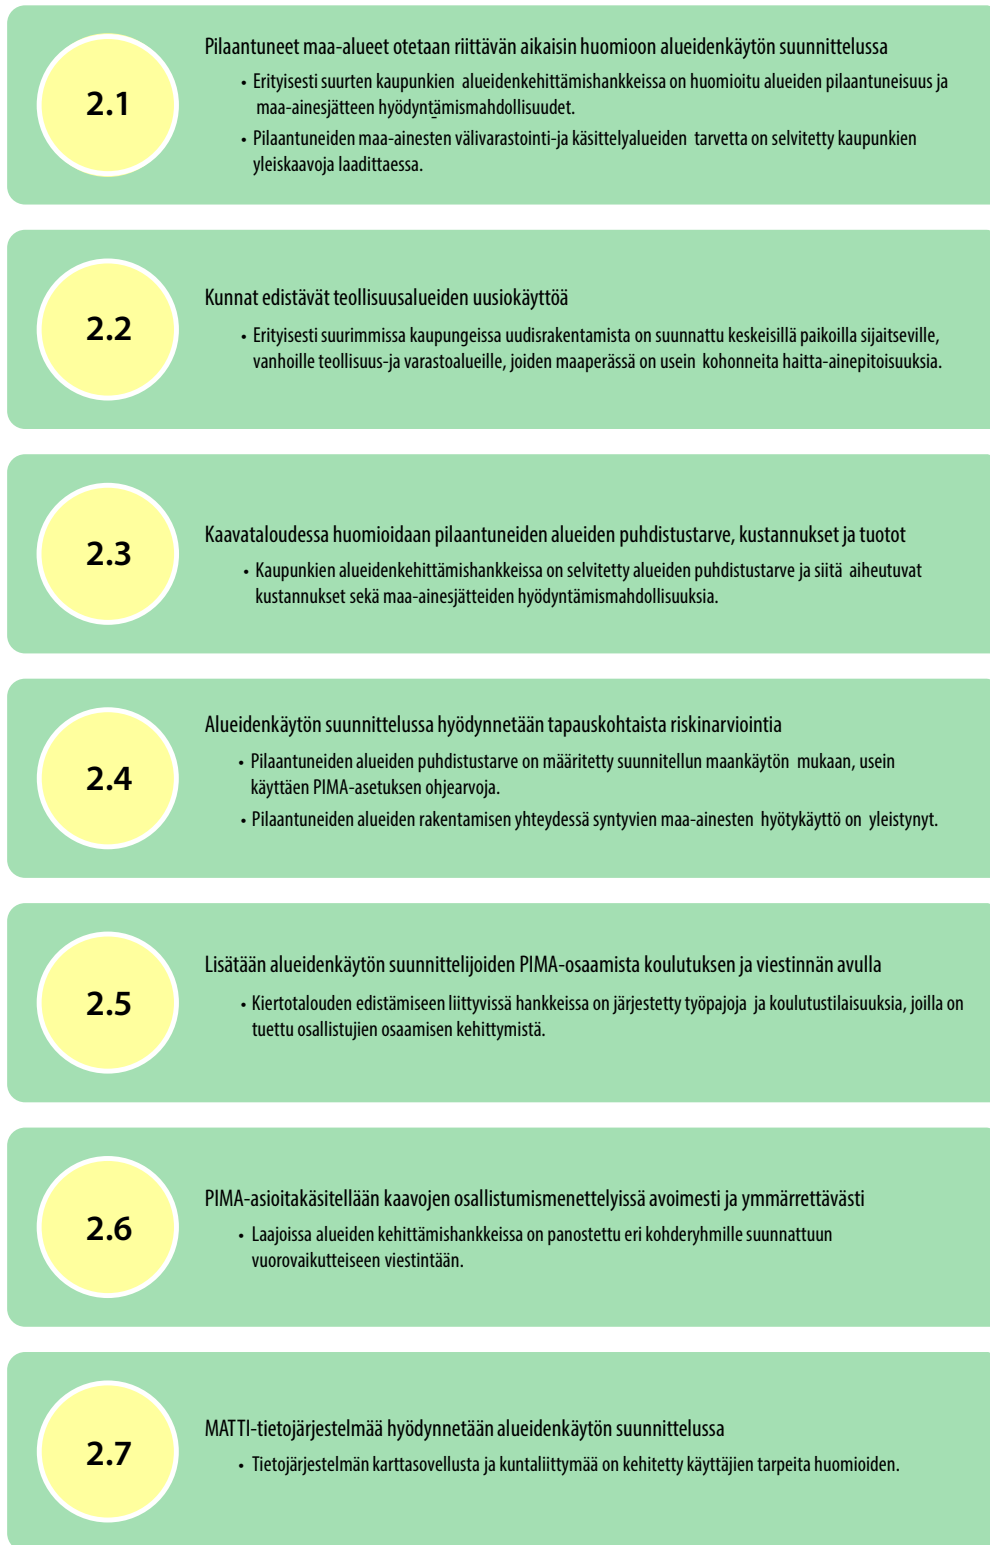 2.1
Pilaantuneet maa-alueet otetaan riittävän aikaisin huomioon alueidenkäytön suunnittelussa
• Erityisesti suurten kaupunkien alueidenkehittämishankkeissa on huomioitu alueiden pilaantuneisuus ja
maa-ainesjätteen hyödyntämismahdollisuudet.
• Pilaantuneiden maa-ainesten välivarastointi-ja käsittelyalueiden tarvetta on selvitetty kaupunkien
yleiskaavoja laadittaessa.
2.2
Kunnat edistävät teollisuusalueiden uusiokäyttöä
• Erityisesti suurimmissa kaupungeissa uudisrakentamista on suunnattu keskeisillä paikoilla sijaitseville,
vanhoille teollisuus-ja varastoalueille, joiden maaperässä on usein kohonneita haitta-ainepitoisuuksia.
2.3
Kaavataloudessa huomioidaan pilaantuneiden alueiden puhdistustarve, kustannukset ja tuotot
• Kaupunkien alueidenkehittämishankkeissa on selvitetty alueiden puhdistustarve ja siitä aiheutuvat
kustannukset sekä maa-ainesjätteiden hyödyntämismahdollisuuksia.
2.4
Alueidenkäytön suunnittelussa hyödynnetään tapauskohtaista riskinarviointia
• Pilaantuneiden alueiden puhdistustarve on määritetty suunnitellun maankäytön mukaan, usein
käyttäen PIMA-asetuksen ohjearvoja.
• Pilaantuneiden alueiden rakentamisen yhteydessä syntyvien maa-ainesten hyötykäyttö on yleistynyt.
2.5
Lisätään alueidenkäytön suunnittelijoiden PIMA-osaamista koulutuksen ja viestinnän avulla
• Kiertotalouden edistämiseen liittyvissä hankkeissa on järjestetty työpajoja ja koulutustilaisuuksia, joilla on
tuettu osallistujien osaamisen kehittymistä.
2.6
PIMA-asioitakäsitellään kaavojen osallistumismenettelyissä avoimesti ja ymmärrettävästi
• Laajoissa alueiden kehittämishankkeissa on panostettu eri kohderyhmille suunnattuun
vuorovaikutteiseen viestintään.
2.7
MATTI-tietojärjestelmää hyödynnetään alueidenkäytön suunnittelussa
• Tietojärjestelmän karttasovellusta ja kuntaliittymää on kehitetty käyttäjien tarpeita huomioiden.